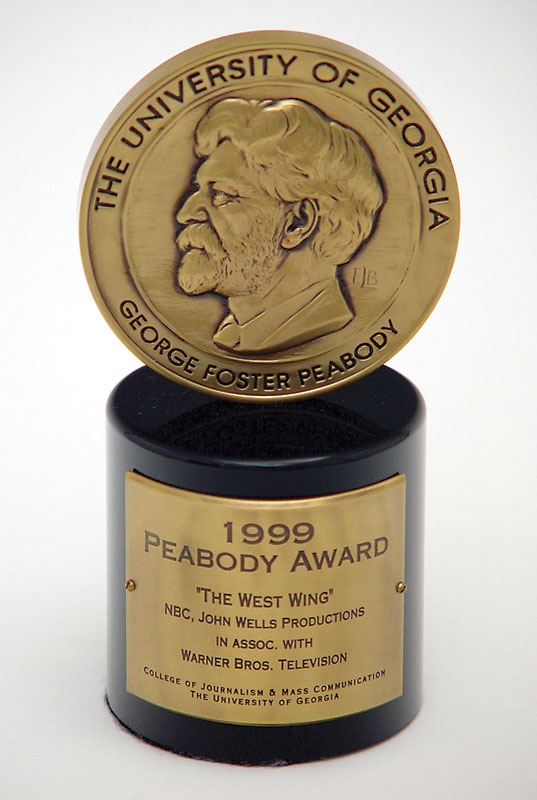 THE UNIVERSITY OF GEORGIA
EJB
GEORGE FOSTER PEABODY
1999
PEABODY AWARD
"THE WEST WING"
NBC, JOHN WELLS PRODUCTIONS
IN ASSOC. WITH
WARNER BROS. TELEVISION
COLLEGE OF JOURNALISM & MASS COMMUNICATION
THE UNIVERSITY OF GEORGIA